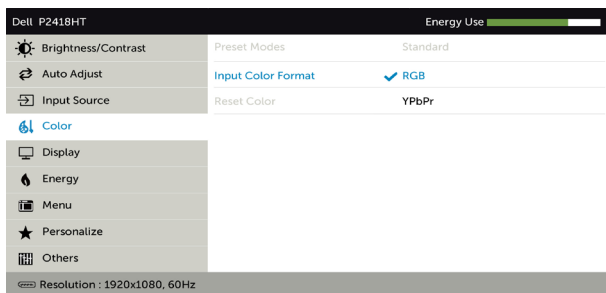 Dell P2418HT
Energy Use
Brightness/Contrast
Auto Adjust
Input Source
Color
Display
Energy
Menu
Personalize
Others
Preset Modes
Standard
Input Color Format
RGB
Reset Color
YPbPr
Resolution : 1920x1080, 60Hz